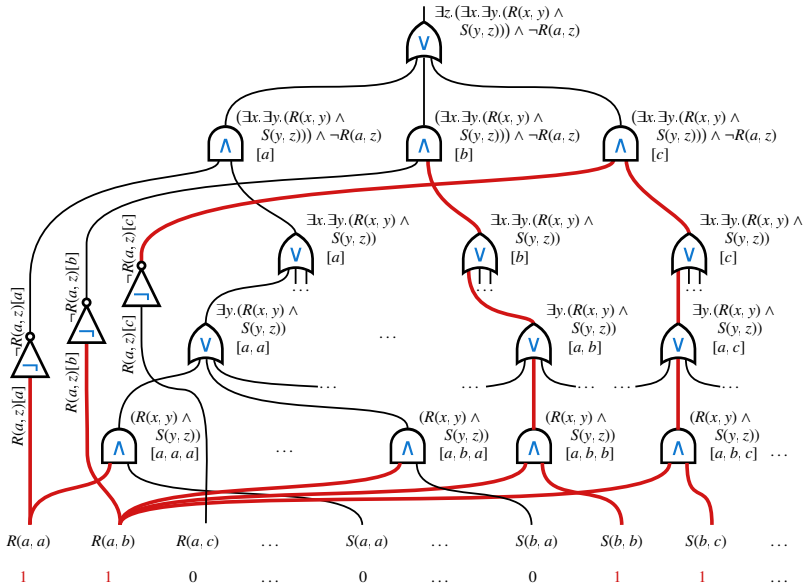 ∃z.(∃x.∃y.(R(x, y) ∧
S(y, z))) ∧ ¬R(a, z)
∨
(∃x.∃y.(R(x, y) ∧
S(y, z))) ∧ ¬R(a, z)
[a]
∧
(∃x.∃y.(R(x, y) ∧
S(y, z))) ∧ ¬R(a, z)
[b]
∧
(∃x.∃y.(R(x, y) ∧
S(y, z))) ∧ ¬R(a, z)
[c]
∧
¬R(a, z)[a]
¬
R(a, z)[a]
¬R(a, z)[b]
¬
R(a, z)[b]
¬R(a, z)[c]
¬
R(a, z)[c]
∃x.∃y.(R(x, y) ∧
S(y, z))
[a]
∨
...
∃x.∃y.(R(x, y) ∧
S(y, z))
[b]
∨
...
∃x.∃y.(R(x, y) ∧
S(y, z))
[c]
∨
...
∃y.(R(x, y) ∧
S(y, z))
[a, a]
∨
...
...
∃y.(R(x, y) ∧
S(y, z))
[a, b]
∨
...
...
∃y.(R(x, y) ∧
S(y, z))
[a, c]
∨
...
...
(R(x, y) ∧
S(y, z))
[a, a, a]
∧
...
(R(x, y) ∧
S(y, z))
[a, b, a]
∧
(R(x, y) ∧
S(y, z))
[a, b, b]
∧
(R(x, y) ∧
S(y, z))
[a, b, c]
∧
...
R(a, a) R(a, b) R(a, c) ... S(a, a) ... S(b, a) S(b, b) S(b, c) ...
1 1 0 ... 0 ... 0 1 1 ...